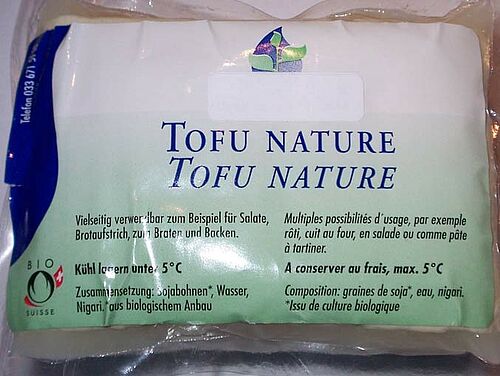 Telefon 033 671
TOFU NATURE
TOFU NATURE
Vielseitig verwendbar zum Beispiel für Salate,
Brotaufstrich, zum Braten und Backen.
Kühl lagern unter 5°C
Zusammensetzung: Sojabohnen*, Wasser,
Nigari.*aus biologischem Anbau
Multiples possibilités d'usage, par exemple
rôti, cuit au four, en salade ou comme pâte
à tartiner.
A conserver au frais, max. 5°C
Composition: graines de soja*, eau, nigari.
*Issu de culture biologique
BIO
SUISSE